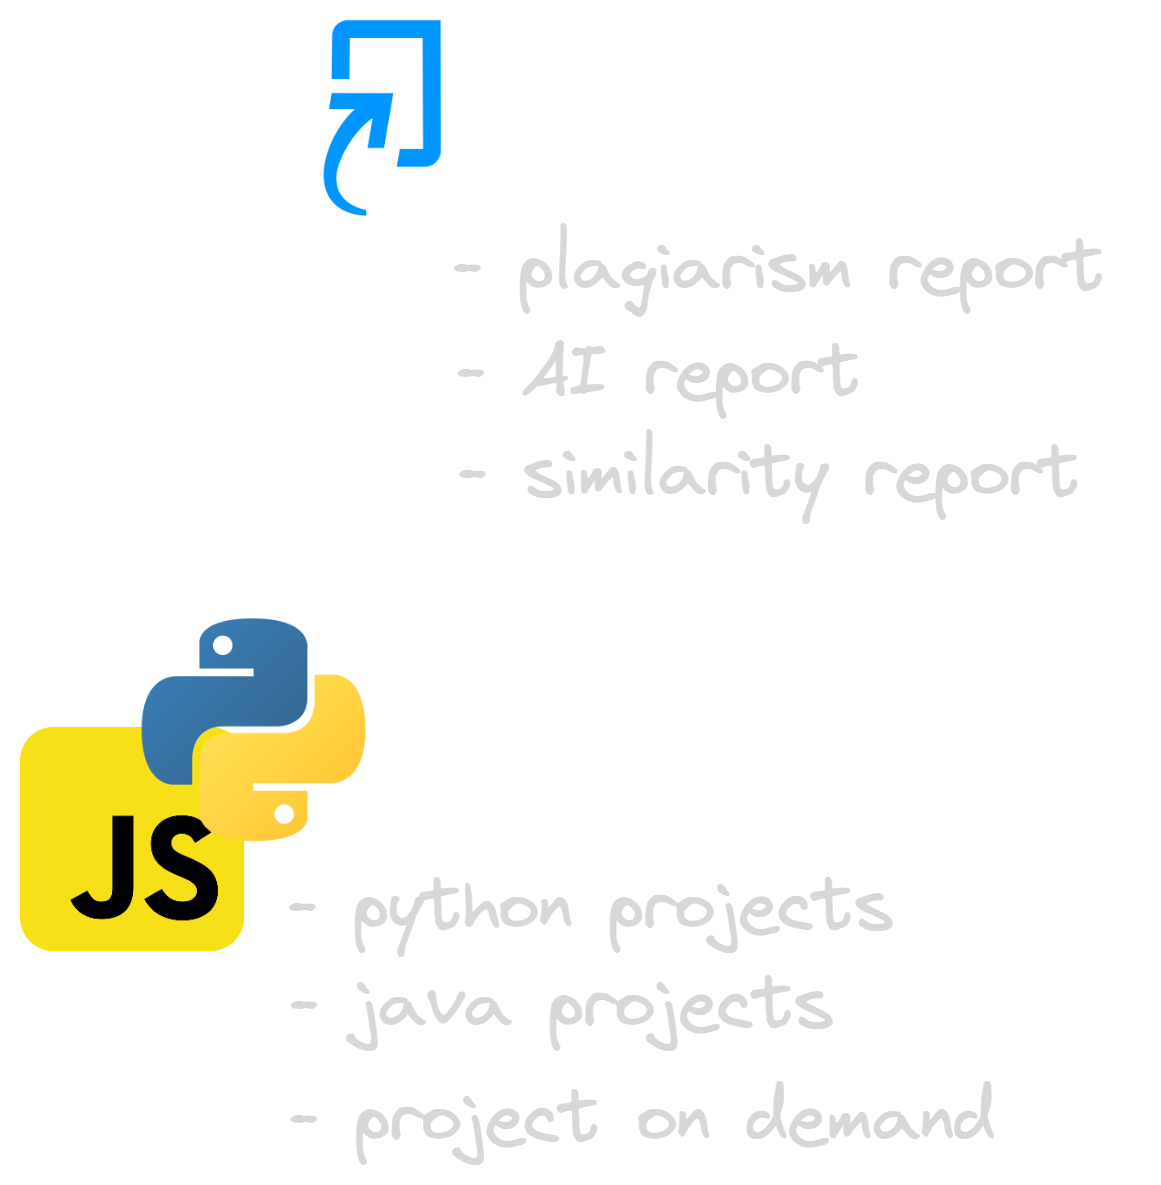 - plagiarism report
- AI report
- similarity report
JS
- python projects
- java projects
- project on demand